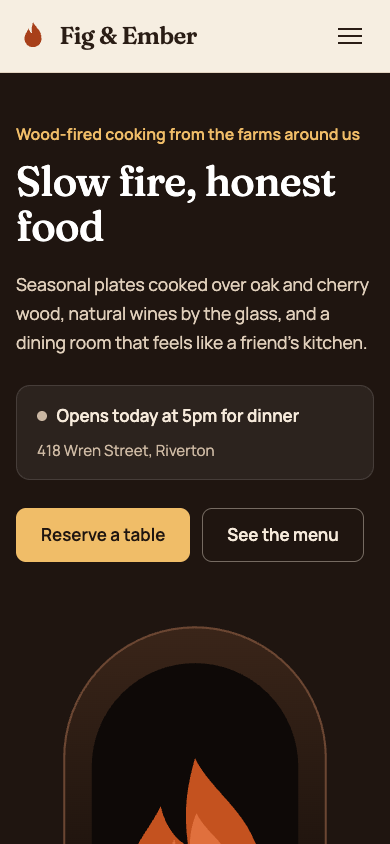 Fig & Ember
Wood-fired cooking from the farms around us
Slow fire, honest
food
Seasonal plates cooked over oak and cherry
wood, natural wines by the glass, and a
dining room that feels like a friend’s kitchen.
Opens today at 5pm for dinner
418 Wren Street, Riverton
Reserve a table
See the menu